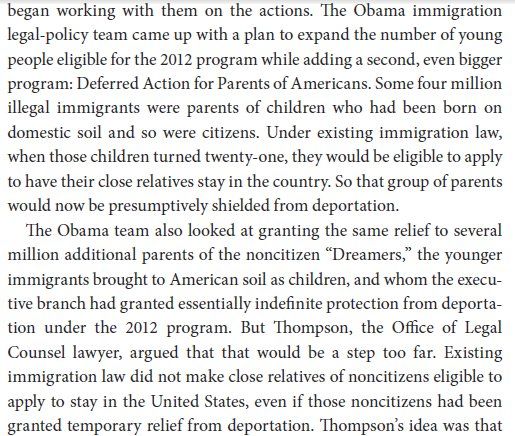 began working with them on the actions. The Obama immigration
legal-policy team came up with a plan to expand the number of young
people eligible for the 2012 program while adding a second, even bigger
program: Deferred Action for Parents of Americans. Some four million
illegal immigrants were parents of children who had been born on
domestic soil and so were citizens. Under existing immigration law,
when those children turned twenty-one, they would be eligible to apply
to have their close relatives stay in the country. So that group of parents
would now be presumptively shielded from deportation.
The Obama team also looked at granting the same relief to several
million additional parents of the noncitizen “Dreamers,” the younger
immigrants brought to American soil as children, and whom the execu-
tive branch had granted essentially indefinite protection from deporta-
tion under the 2012 program. But Thompson, the Office of Legal
Counsel lawyer, argued that that would be a step too far. Existing
immigration law did not make close relatives of noncitizens eligible to
apply to stay in the United States, even if those noncitizens had been
granted temporary relief from deportation. Thompson’s idea was that